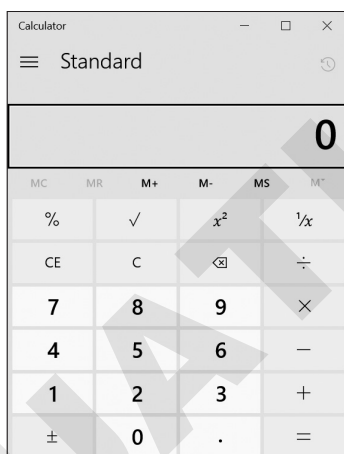 Calculator
Standard
0
MC MR M+ M- MS M˅
% √ x² ¹/x
CE C ⌫ ÷
7 8 9 ×
4 5 6 −
1 2 3 +
± 0 . =